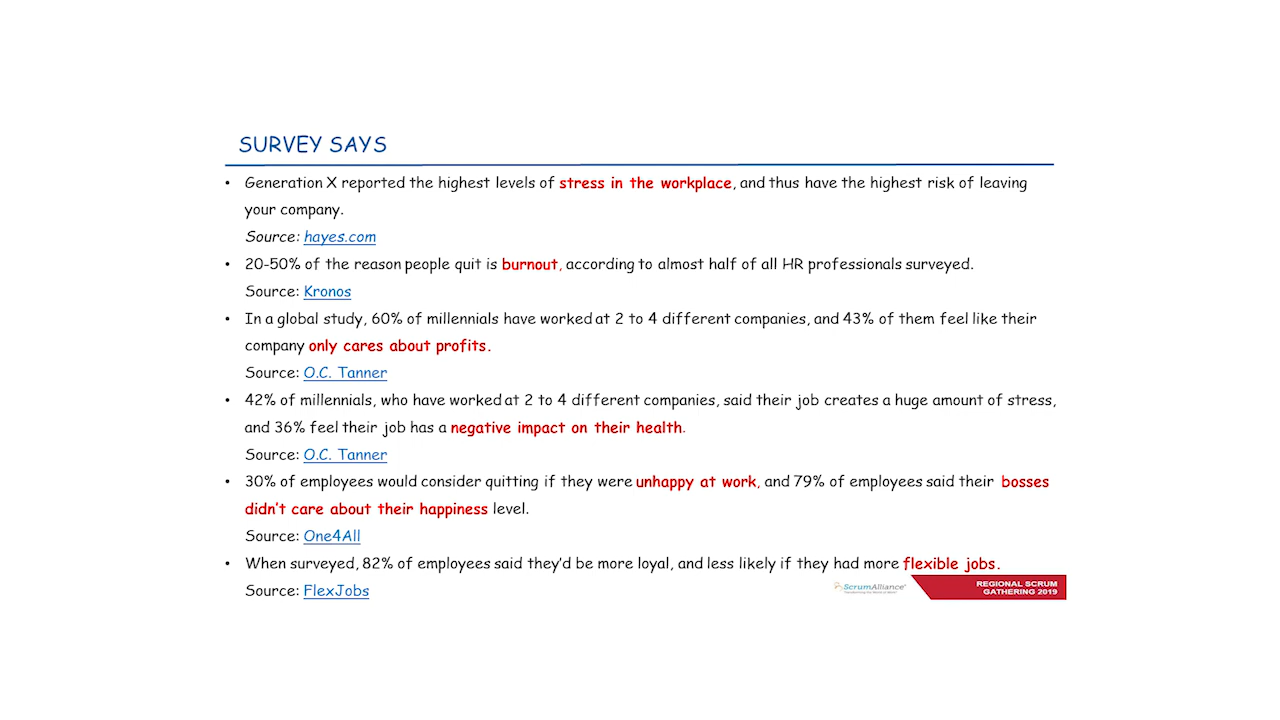 SURVEY SAYS
• Generation X reported the highest levels of stress in the workplace, and thus have the highest risk of leaving
your company.
Source: hayes.com
• 20-50% of the reason people quit is burnout, according to almost half of all HR professionals surveyed.
Source: Kronos
• In a global study, 60% of millennials have worked at 2 to 4 different companies, and 43% of them feel like their
company only cares about profits.
Source: O.C. Tanner
• 42% of millennials, who have worked at 2 to 4 different companies, said their job creates a huge amount of stress,
and 36% feel their job has a negative impact on their health.
Source: O.C. Tanner
• 30% of employees would consider quitting if they were unhappy at work, and 79% of employees said their bosses
didn't care about their happiness level.
Source: One4All
• When surveyed, 82% of employees said they'd be more loyal, and less likely if they had more flexible jobs.
Source: FlexJobs
ScrumAlliance
REGIONAL SCRUM
GATHERING 2019